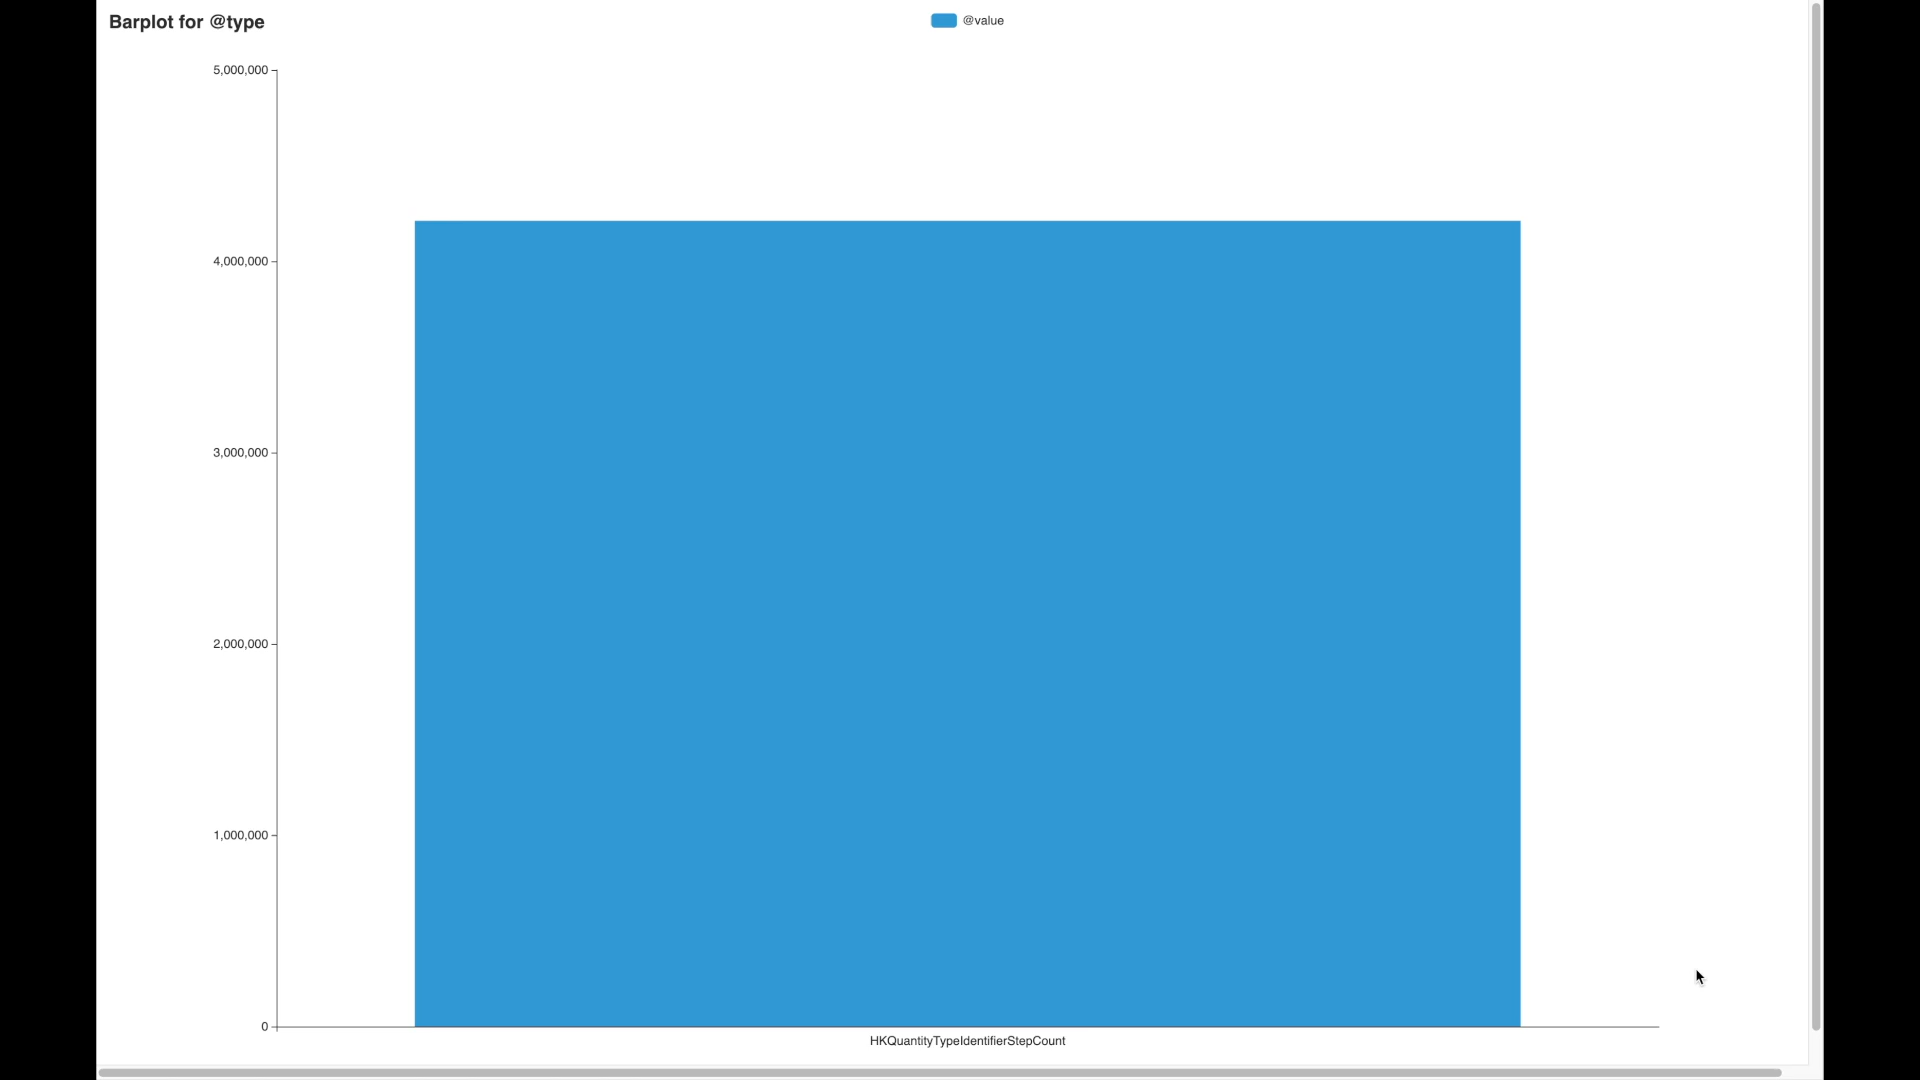 Barplot for @type
@value
5,000,000
4,000,000
3,000,000
2,000,000
1,000,000
0
HKQuantityTypeIdentifierStepCount